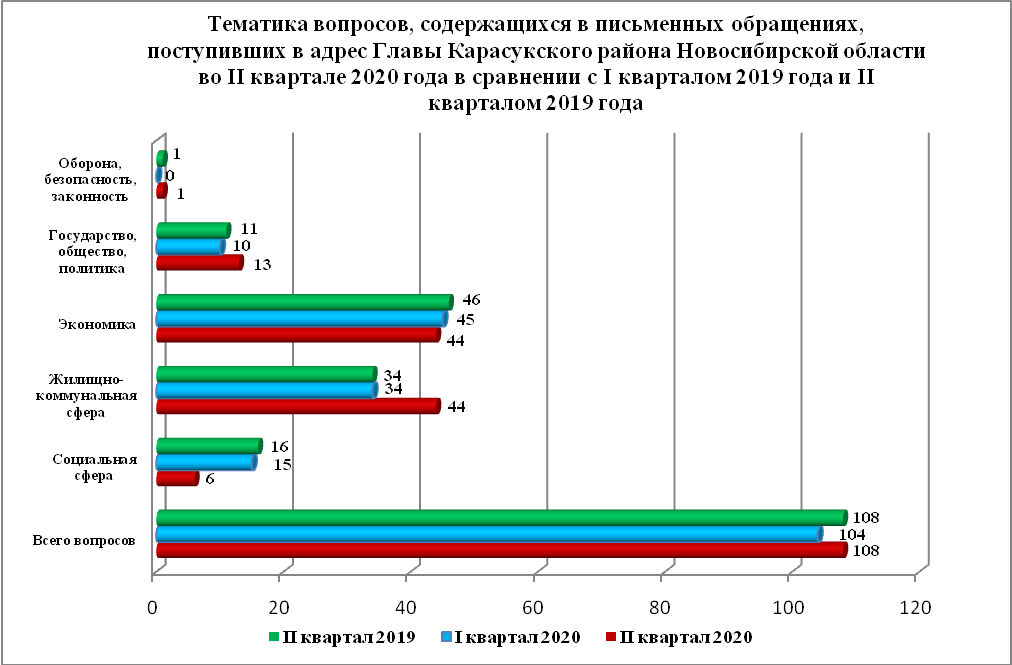 Тематика вопросов, содержащихся в письменных обращениях,
поступивших в адрес Главы Карасукского района Новосибирской области
во II квартале 2020 года в сравнении с I кварталом 2019 года и II
кварталом 2019 года
Оборона,
безопасность,
законность
1
0
1
Государство,
общество,
политика
11
10
13
Экономика
46
45
44
Жилищно-
коммунальная
сфера
34
34
44
Социальная
сфера
16
15
6
Всего вопросов
108
104
108
0 20 40 60 80 100 120
II квартал 2019 I квартал 2020 II квартал 2020